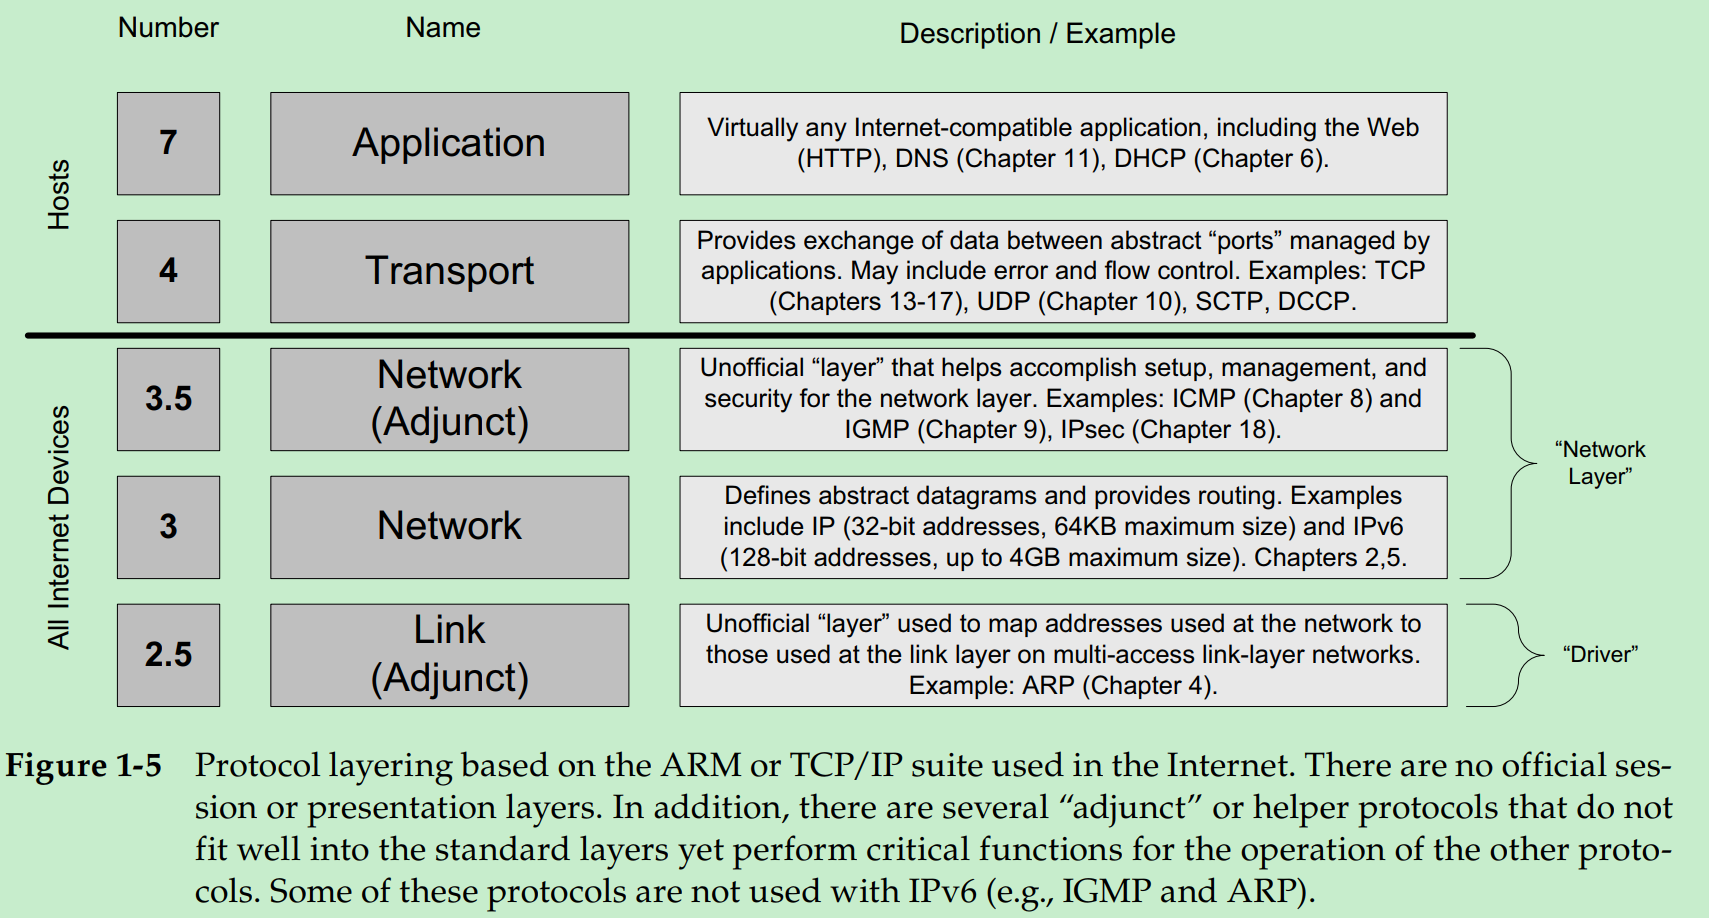 Number
Name
Description / Example
Hosts
7
Application
Virtually any Internet-compatible application, including the Web
(HTTP), DNS (Chapter 11), DHCP (Chapter 6).
4
Transport
Provides exchange of data between abstract “ports” managed by
applications. May include error and flow control. Examples: TCP
(Chapters 13-17), UDP (Chapter 10), SCTP, DCCP.
All Internet Devices
3.5
Network
(Adjunct)
Unofficial “layer” that helps accomplish setup, management, and
security for the network layer. Examples: ICMP (Chapter 8) and
IGMP (Chapter 9), IPsec (Chapter 18).
“Network
Layer”
3
Network
Defines abstract datagrams and provides routing. Examples
include IP (32-bit addresses, 64KB maximum size) and IPv6
(128-bit addresses, up to 4GB maximum size). Chapters 2,5.
2.5
Link
(Adjunct)
Unofficial “layer” used to map addresses used at the network to
those used at the link layer on multi-access link-layer networks.
Example: ARP (Chapter 4).
“Driver”
Figure 1-5 Protocol layering based on the ARM or TCP/IP suite used in the Internet. There are no official ses-
sion or presentation layers. In addition, there are several “adjunct” or helper protocols that do not
fit well into the standard layers yet perform critical functions for the operation of the other proto-
cols. Some of these protocols are not used with IPv6 (e.g., IGMP and ARP).